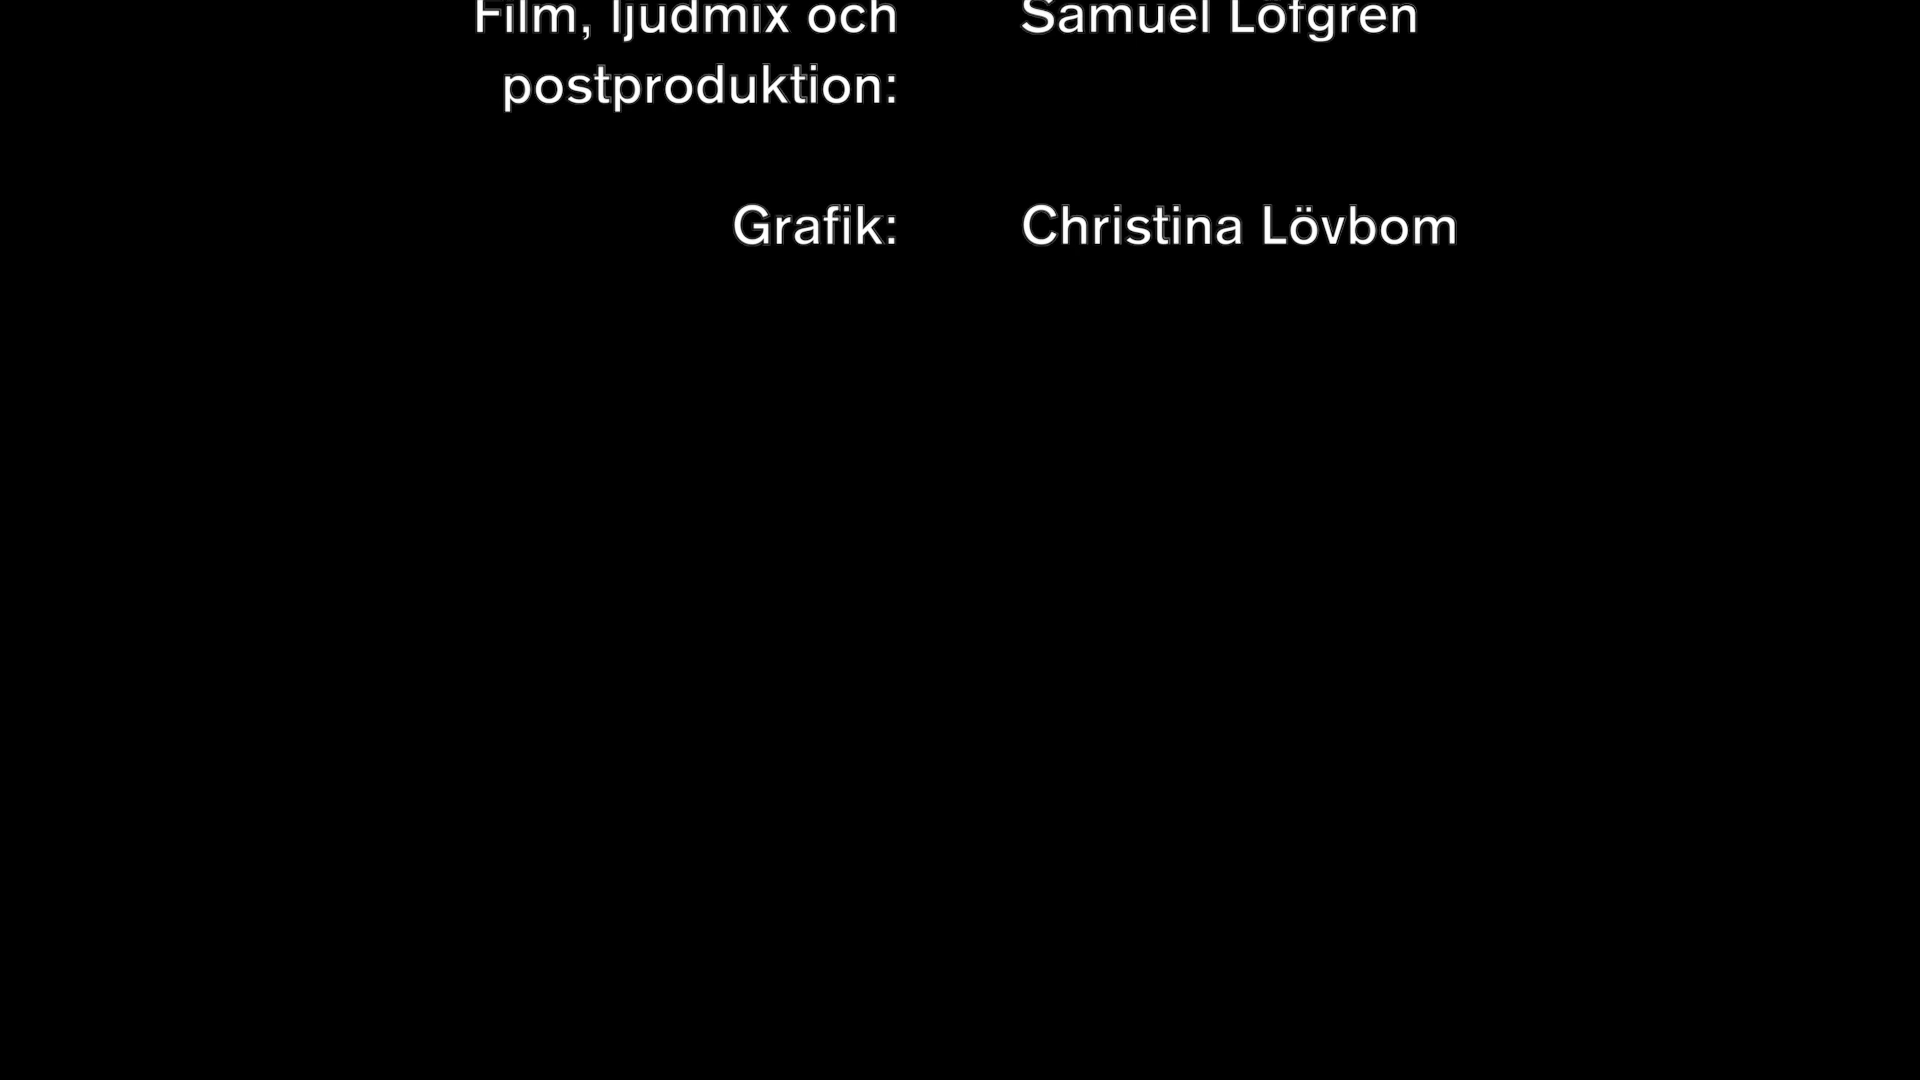 Film, ljudmix och
Samuel Löfgren
postproduktion:
Grafik:
Christina Lövbom